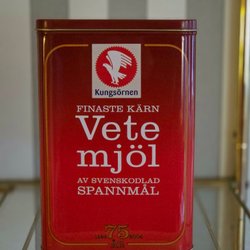 Kungsörnen
FINASTE KÄRN
Vete
mjöl
AV SVENSKODLAD
SPANNMÅL
75